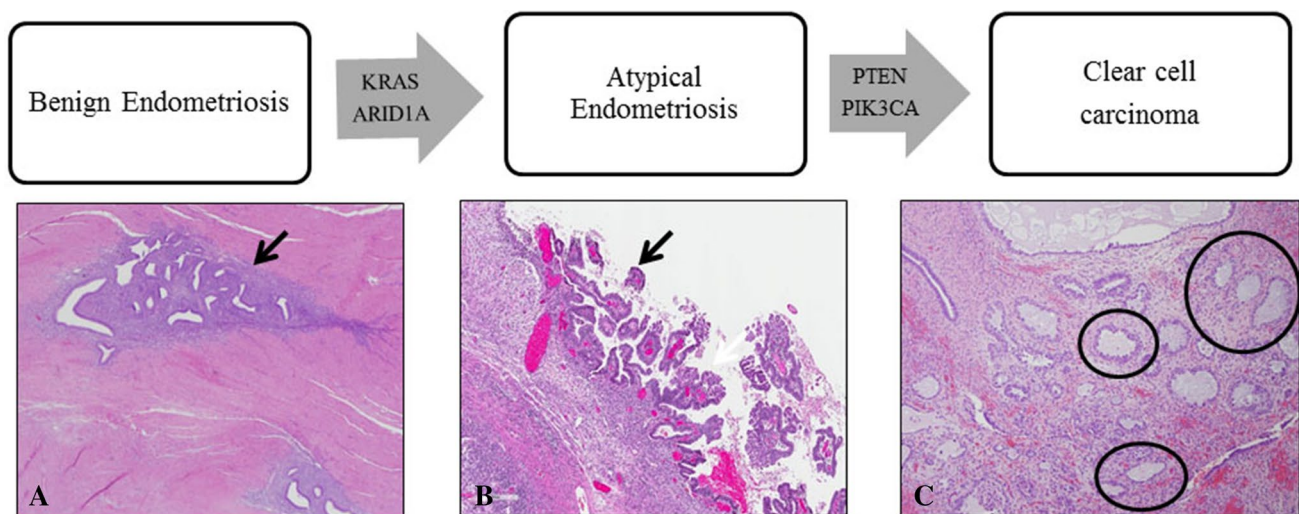 Benign Endometriosis
KRAS
ARID1A
Atypical
Endometriosis
PTEN
PIK3CA
Clear cell
carcinoma
A
B
C